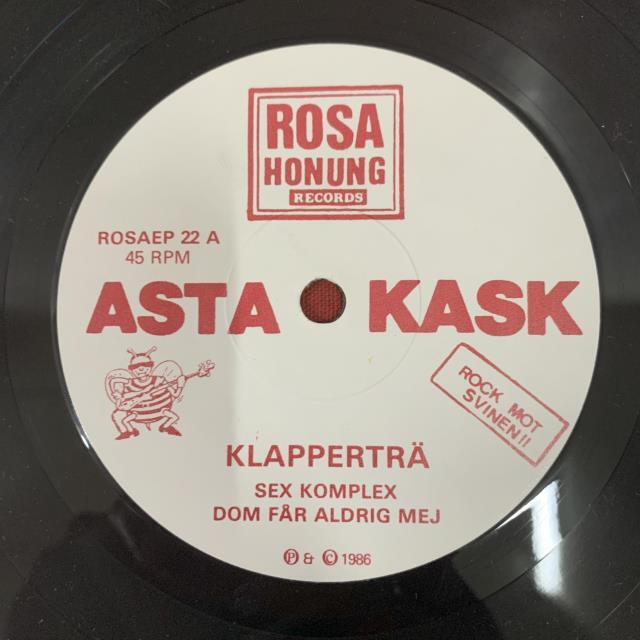 ROSA
HONUNG
RECORDS
ROSAEP 22 A
45 RPM
ASTA KASK
ROCK MOT
SVINEN!!
KLAPPERTRÄ
SEX KOMPLEX
DOM FÅR ALDRIG MEJ
Ⓟ & © 1986